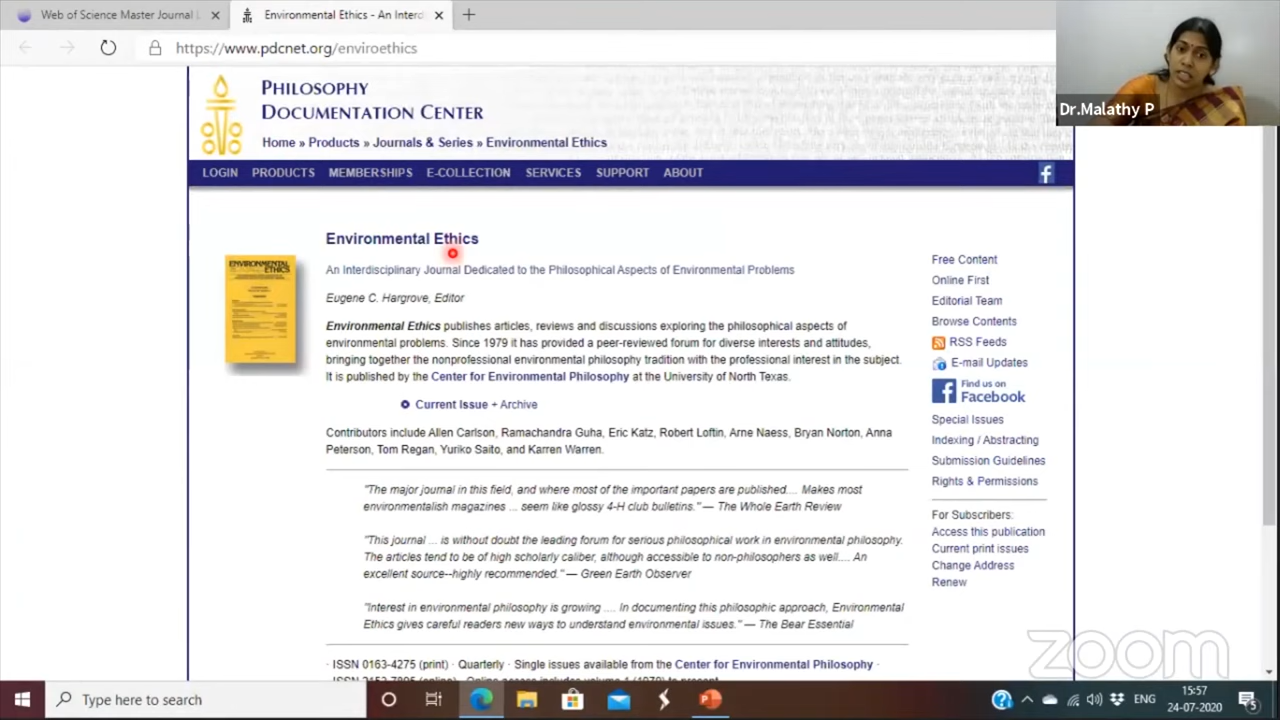 Web of Science Master Journal
Environmental Ethics - An Interdi
https://www.pdcnet.org/enviroethics
Dr.Malathy P
PHILOSOPHY
DOCUMENTATION CENTER
Home » Products » Journals & Series » Environmental Ethics
LOGIN PRODUCTS MEMBERSHIPS E-COLLECTION SERVICES SUPPORT ABOUT
Environmental Ethics
ENVIRONMENTAL
ETHICS
An Interdisciplinary Journal Dedicated to the Philosophical Aspects of Environmental Problems
Eugene C. Hargrove, Editor
Environmental Ethics publishes articles, reviews and discussions exploring the philosophical aspects of
environmental problems. Since 1979 it has provided a peer-reviewed forum for diverse interests and attitudes,
bringing together the nonprofessional environmental philosophy tradition with the professional interest in the subject.
It is published by the Center for Environmental Philosophy at the University of North Texas.
Current Issue + Archive
Contributors include Allen Carlson, Ramachandra Guha, Eric Katz, Robert Loftin, Arne Naess, Bryan Norton, Anna
Peterson, Tom Regan, Yuriko Saito, and Karren Warren.
"The major journal in this field, and where most of the important papers are published.... Makes most
environmentalish magazines ... seem like glossy 4-H club bulletins." — The Whole Earth Review
"This journal ... is without doubt the leading forum for serious philosophical work in environmental philosophy.
The articles tend to be of high scholarly caliber, although accessible to non-philosophers as well.... An
excellent source--highly recommended." — Green Earth Observer
"Interest in environmental philosophy is growing .... In documenting this philosophic approach, Environmental
Ethics gives careful readers new ways to understand environmental issues." — The Bear Essential
· ISSN 0163-4275 (print) · Quarterly · Single issues available from the Center for Environmental Philosophy ·
Free Content
Online First
Editorial Team
Browse Contents
RSS Feeds
E-mail Updates
Find us on
Facebook
Special Issues
Indexing / Abstracting
Submission Guidelines
Rights & Permissions
For Subscribers:
Access this publication
Current print issues
Change Address
Renew
zoom
Type here to search
ENG
15:57
24-07-2020
5